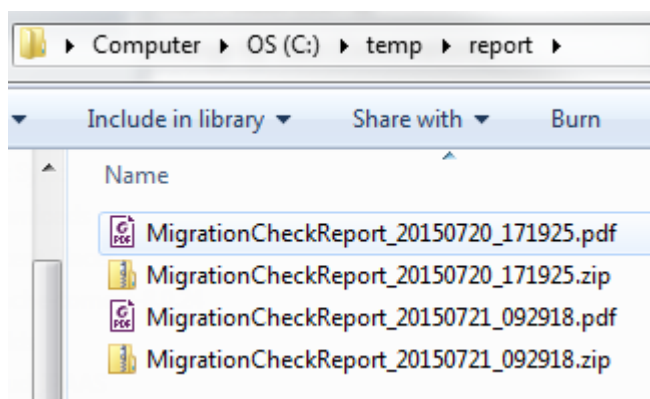 Computer OS (C:) temp report
Include in library Share with Burn
Name
MigrationCheckReport_20150720_171925.pdf
MigrationCheckReport_20150720_171925.zip
MigrationCheckReport_20150721_092918.pdf
MigrationCheckReport_20150721_092918.zip